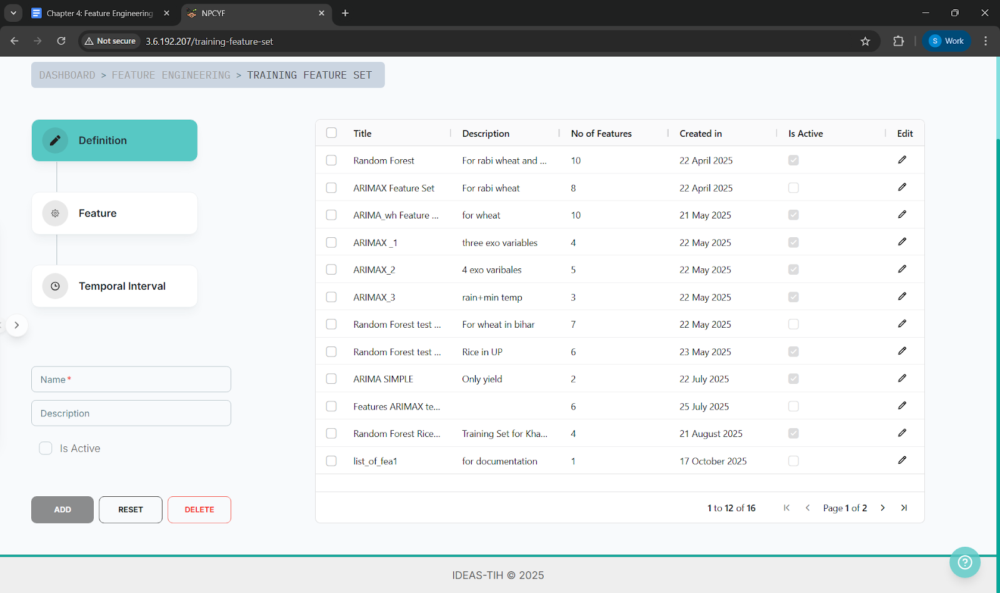 Chapter 4: Feature Engineering
NPCYF
Not secure
3.6.192.207/training-feature-set
S Work
DASHBOARD > FEATURE ENGINEERING > TRAINING FEATURE SET
Definition
Feature
Temporal Interval
Name*
Description
Is Active
ADD RESET DELETE
Title Description No of Features Created in Is Active Edit
Random Forest For rabi wheat and ... 10 22 April 2025
ARIMAX Feature Set For rabi wheat 8 22 April 2025
ARIMA_wh Feature ... for wheat 10 21 May 2025
ARIMAX _1 three exo variables 4 22 May 2025
ARIMAX_2 4 exo varibales 5 22 May 2025
ARIMAX_3 rain+min temp 3 22 May 2025
Random Forest test ... For wheat in bihar 7 22 May 2025
Random Forest test ... Rice in UP 6 23 May 2025
ARIMA SIMPLE Only yield 2 22 July 2025
Features ARIMAX te... 6 25 July 2025
Random Forest Rice... Training Set for Kha... 4 21 August 2025
list_of_fea1 for documentation 1 17 October 2025
1 to 12 of 16 Page 1 of 2
IDEAS-TIH © 2025